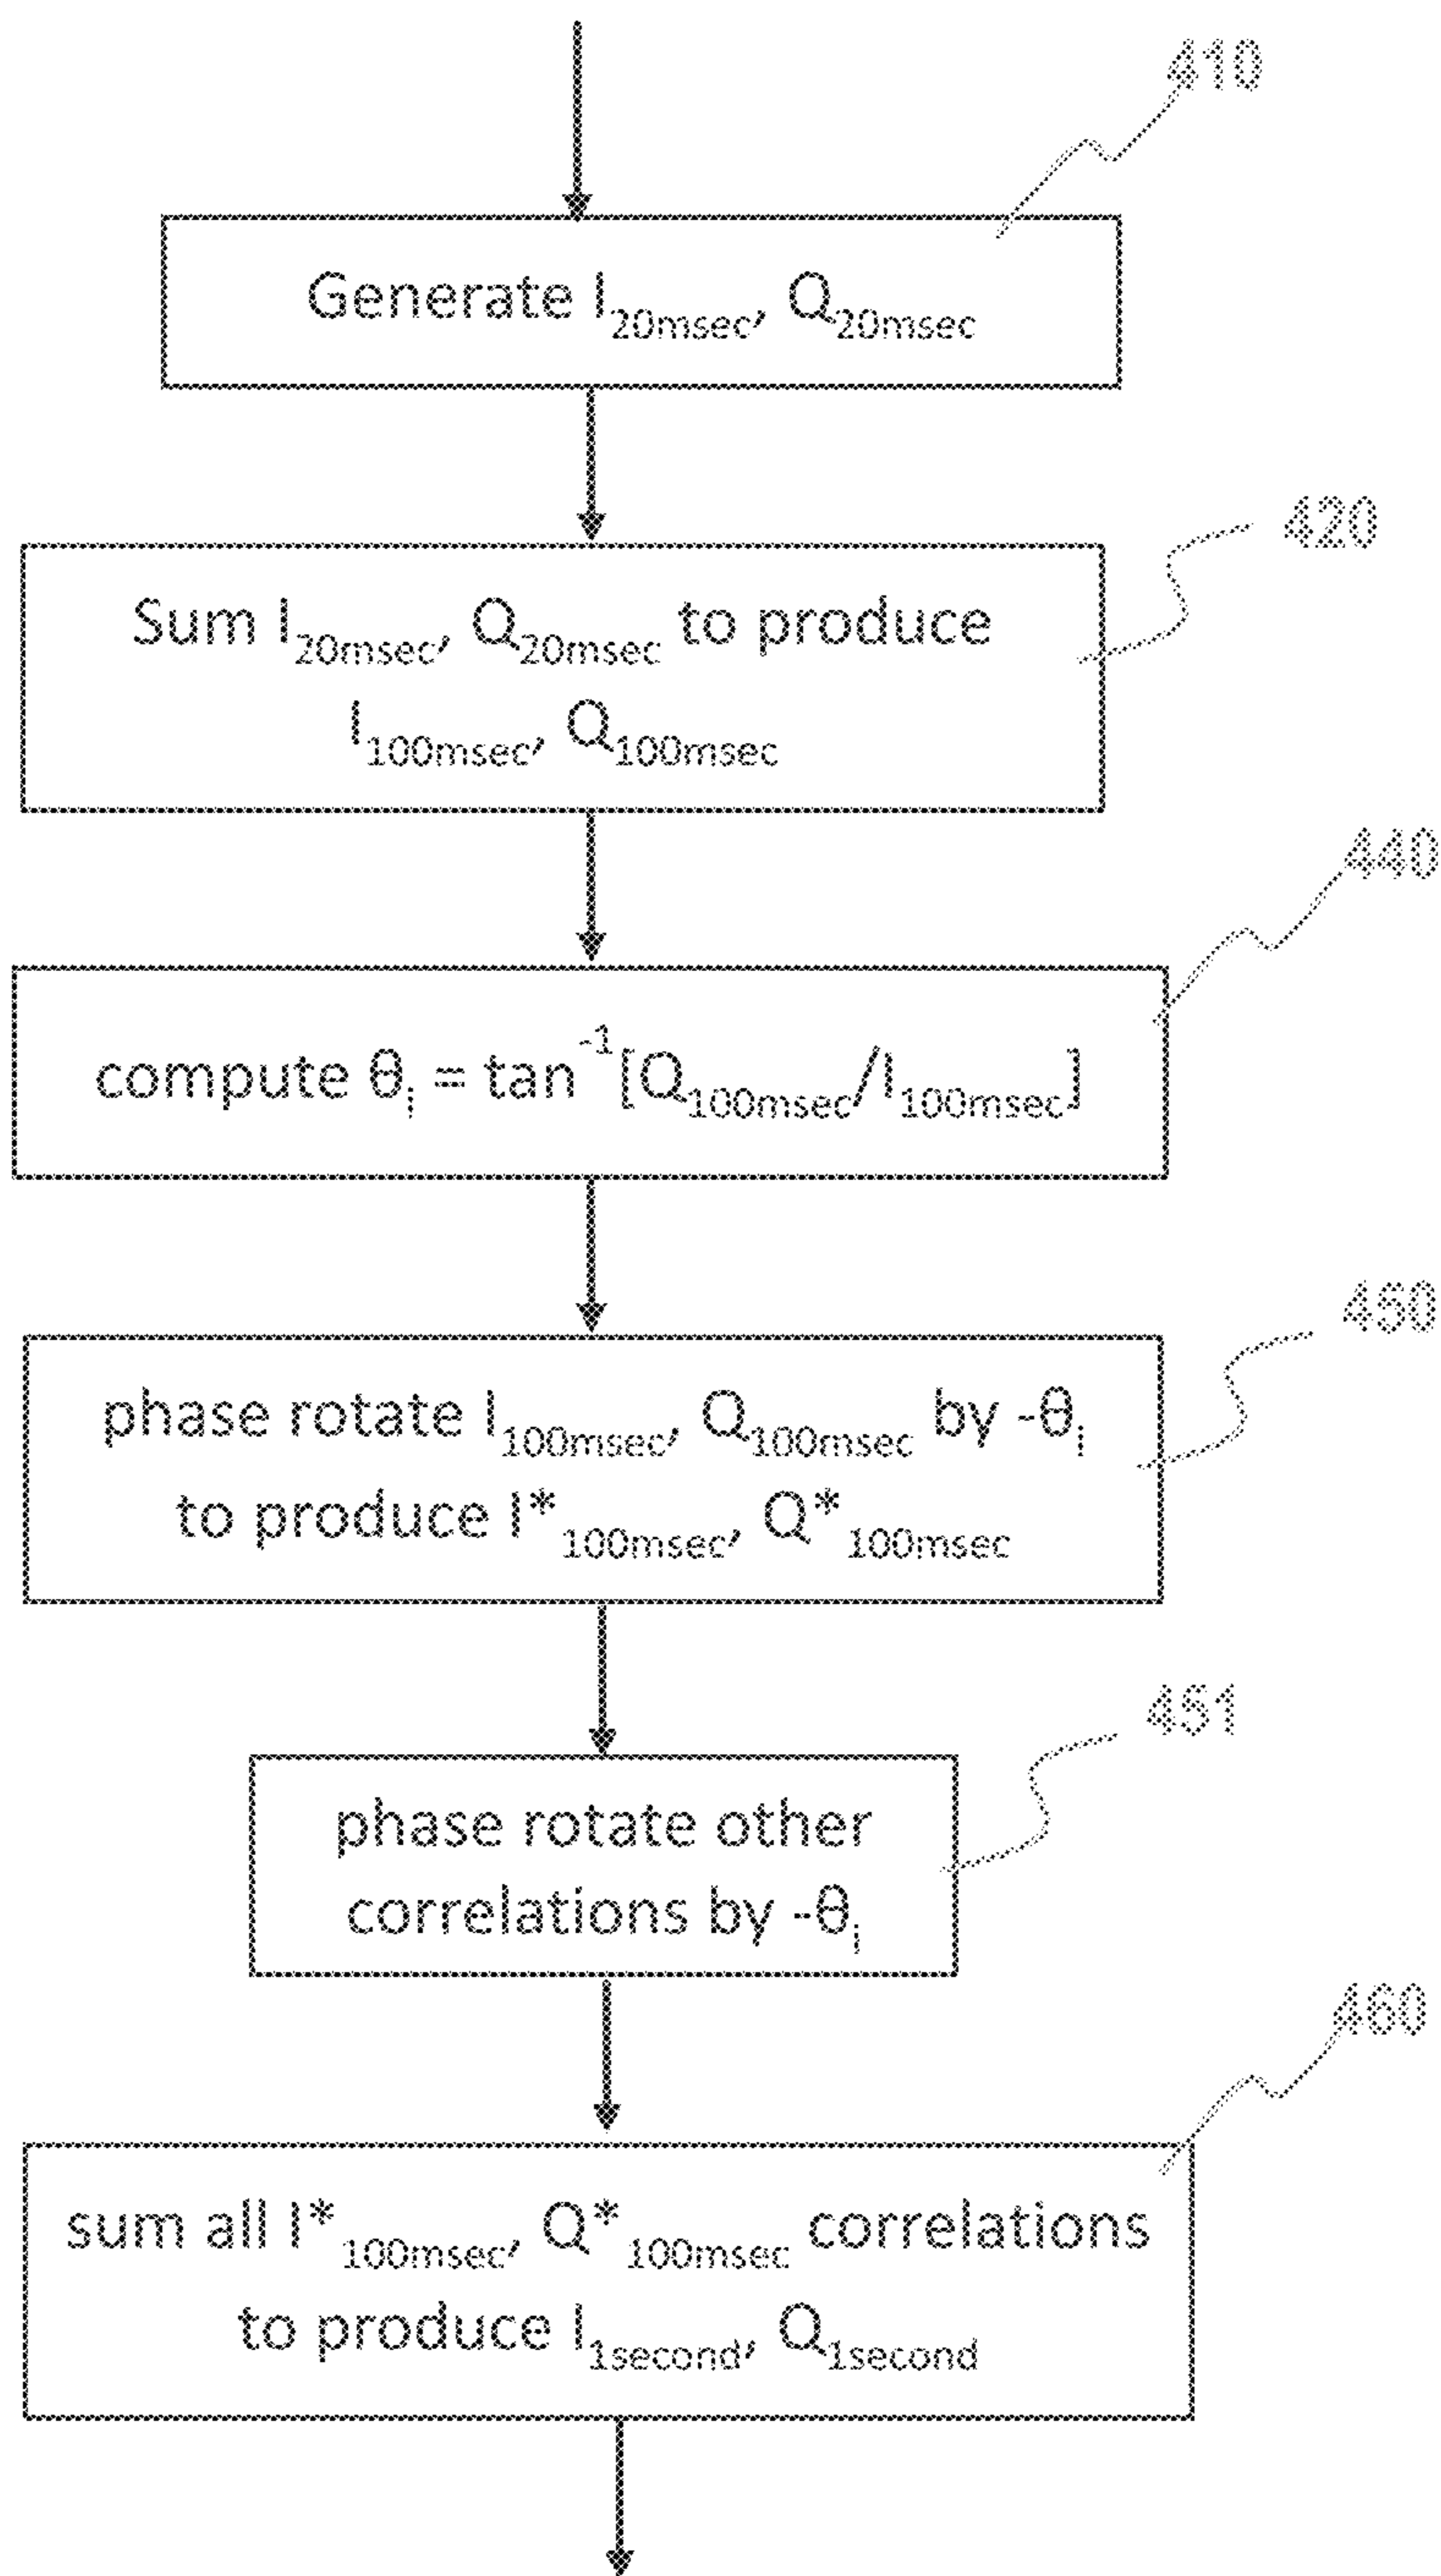 410
Generate I20msec, Q20msec
420
Sum I20msec, Q20msec to produce
I100msec, Q100msec
440
compute θi = tan-1[Q100msec/I100msec]
450
phase rotate I100msec, Q100msec by -θi
to produce I*100msec, Q*100msec
451
phase rotate other
correlations by -θi
460
sum all I*100msec, Q*100msec correlations
to produce I1second, Q1second